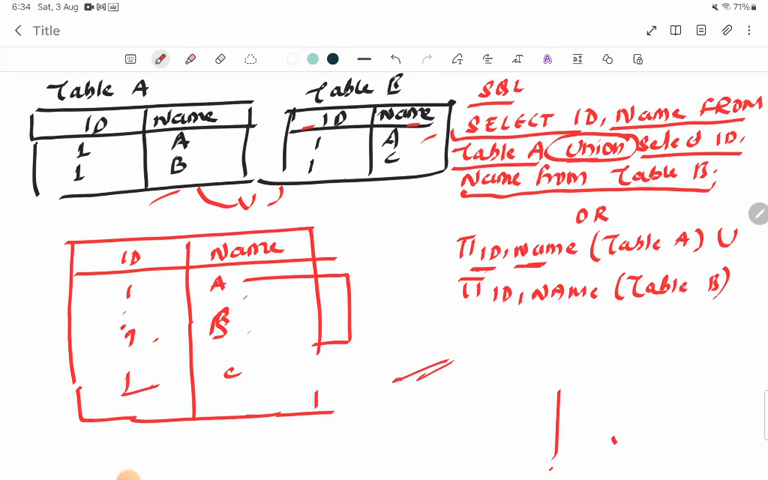 6:34 Sat, 3 Aug
71%
Title
Table A
ID Name
1 A
1 B
Table B
ID Name
1 A
1 C
U
SQL
SELECT ID, Name FROM
Table A Union Select ID,
Name from Table B;
OR
π ID, Name (Table A) U
π ID, NAMe (Table B)
ID Name
1 A
1 B
1 C